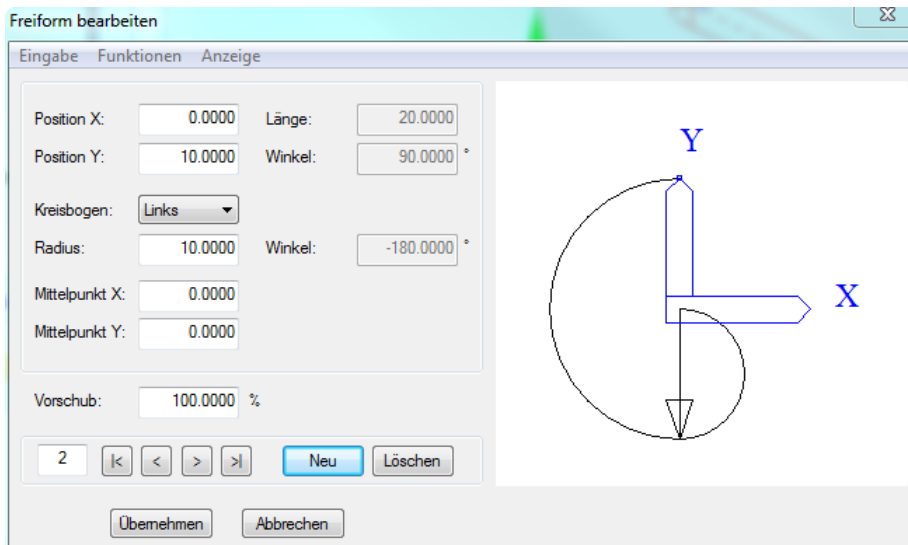 Freiform bearbeiten
Eingabe Funktionen Anzeige
Position X: 0.0000 Länge: 20.0000
Position Y: 10.0000 Winkel: 90.0000 °
Kreisbogen: Links
Radius: 10.0000 Winkel: -180.0000 °
Mittelpunkt X: 0.0000
Mittelpunkt Y: 0.0000
Vorschub: 100.0000 %
2 |< < > >| Neu Löschen
Übernehmen Abbrechen
Y
X